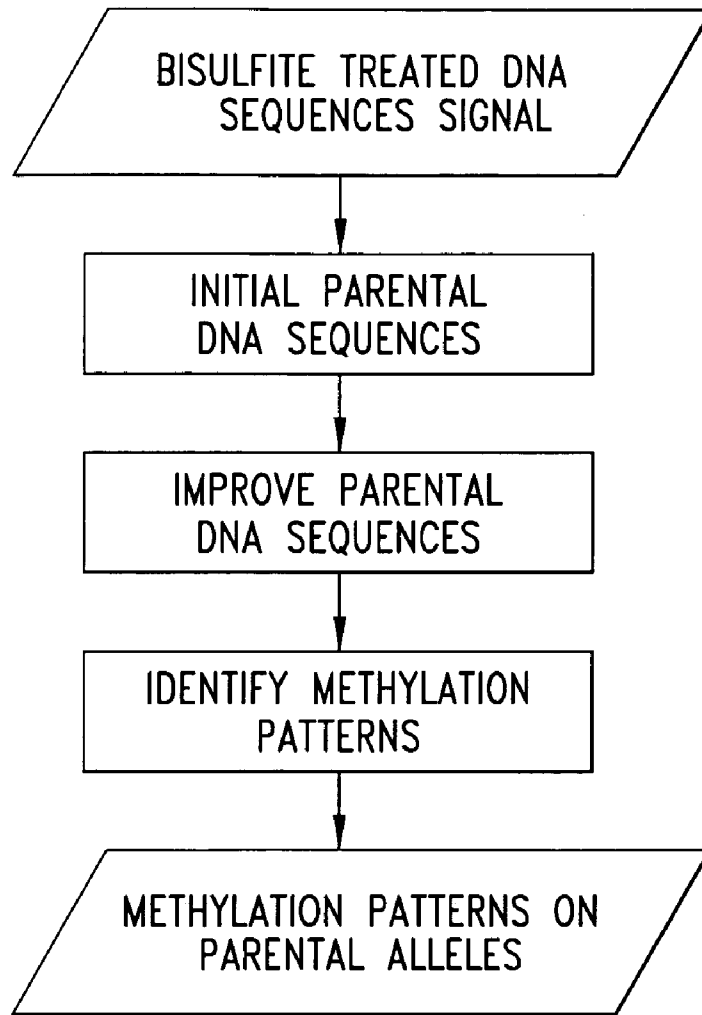 BISULFITE TREATED DNA
SEQUENCES SIGNAL
INITIAL PARENTAL
DNA SEQUENCES
IMPROVE PARENTAL
DNA SEQUENCES
IDENTIFY METHYLATION
PATTERNS
METHYLATION PATTERNS ON
PARENTAL ALLELES